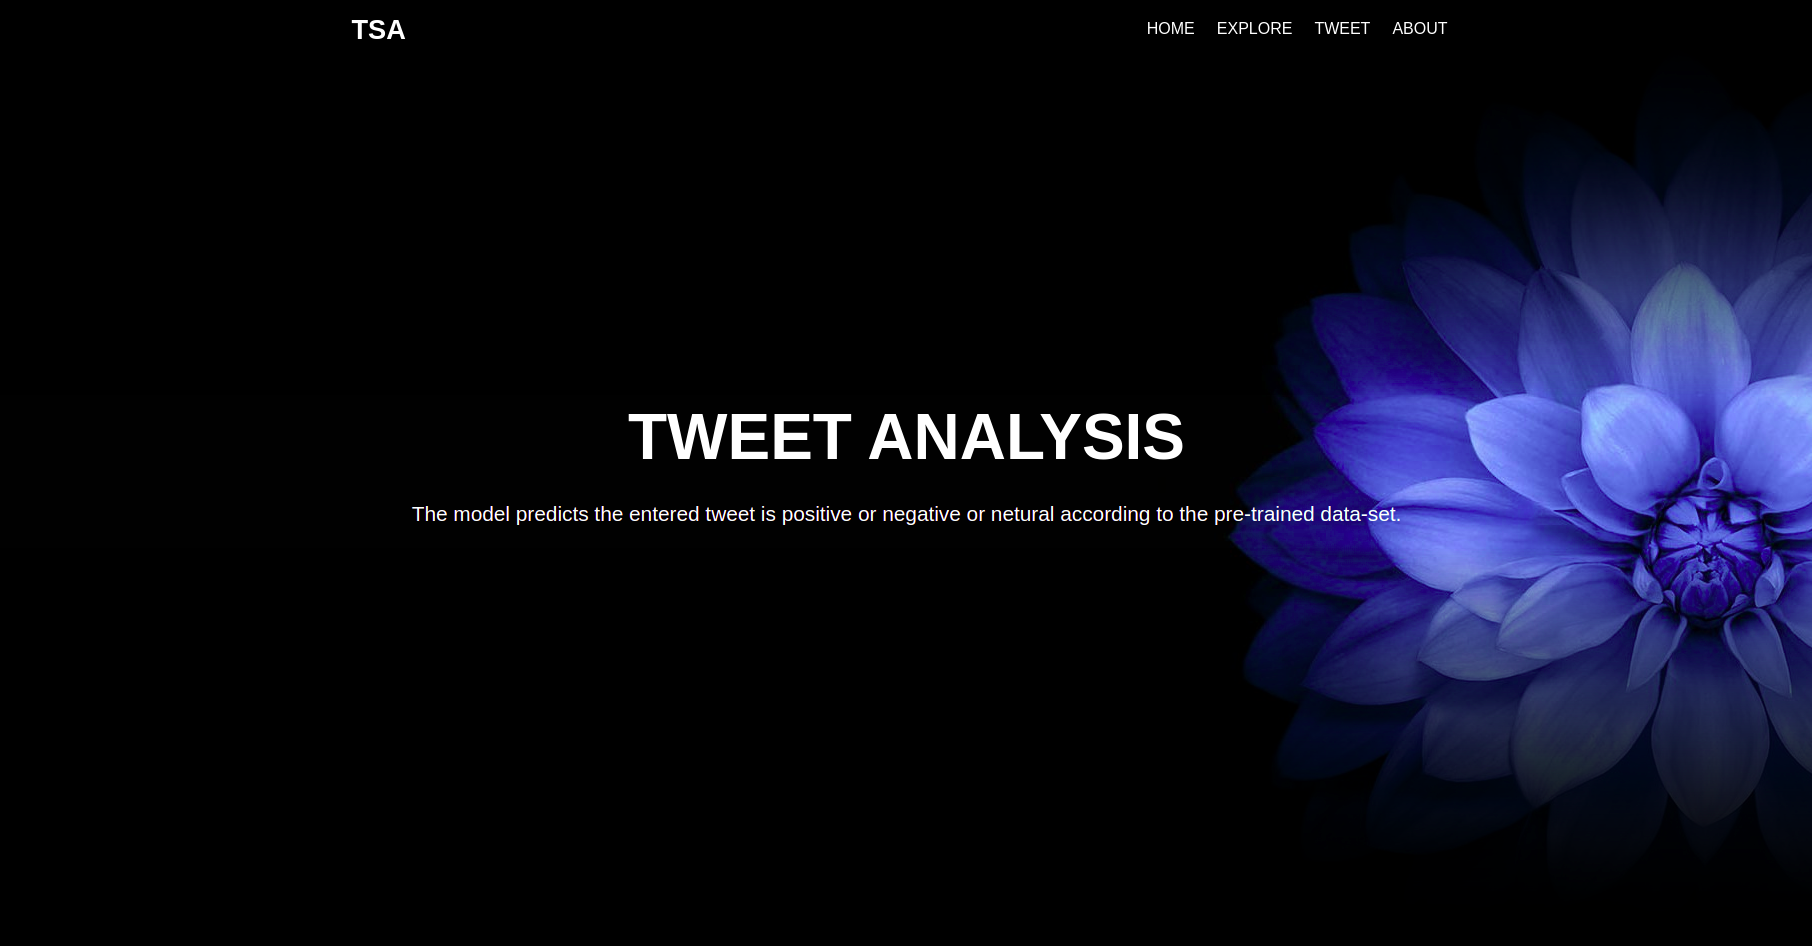 TSA
HOME EXPLORE TWEET ABOUT
TWEET ANALYSIS
The model predicts the entered tweet is positive or negative or netural according to the pre-trained data-set.